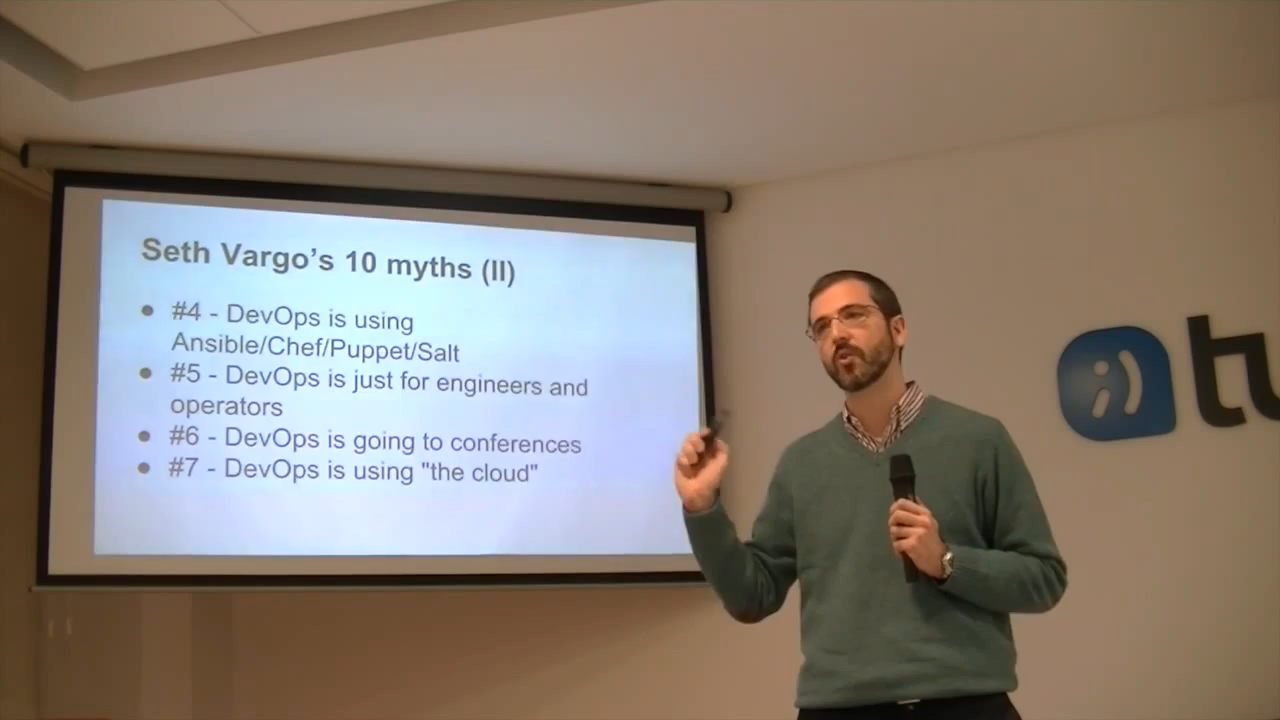 Seth Vargo’s 10 myths (II)
● #4 - DevOps is using
Ansible/Chef/Puppet/Salt
● #5 - DevOps is just for engineers and
operators
● #6 - DevOps is going to conferences
● #7 - DevOps is using "the cloud"
tu